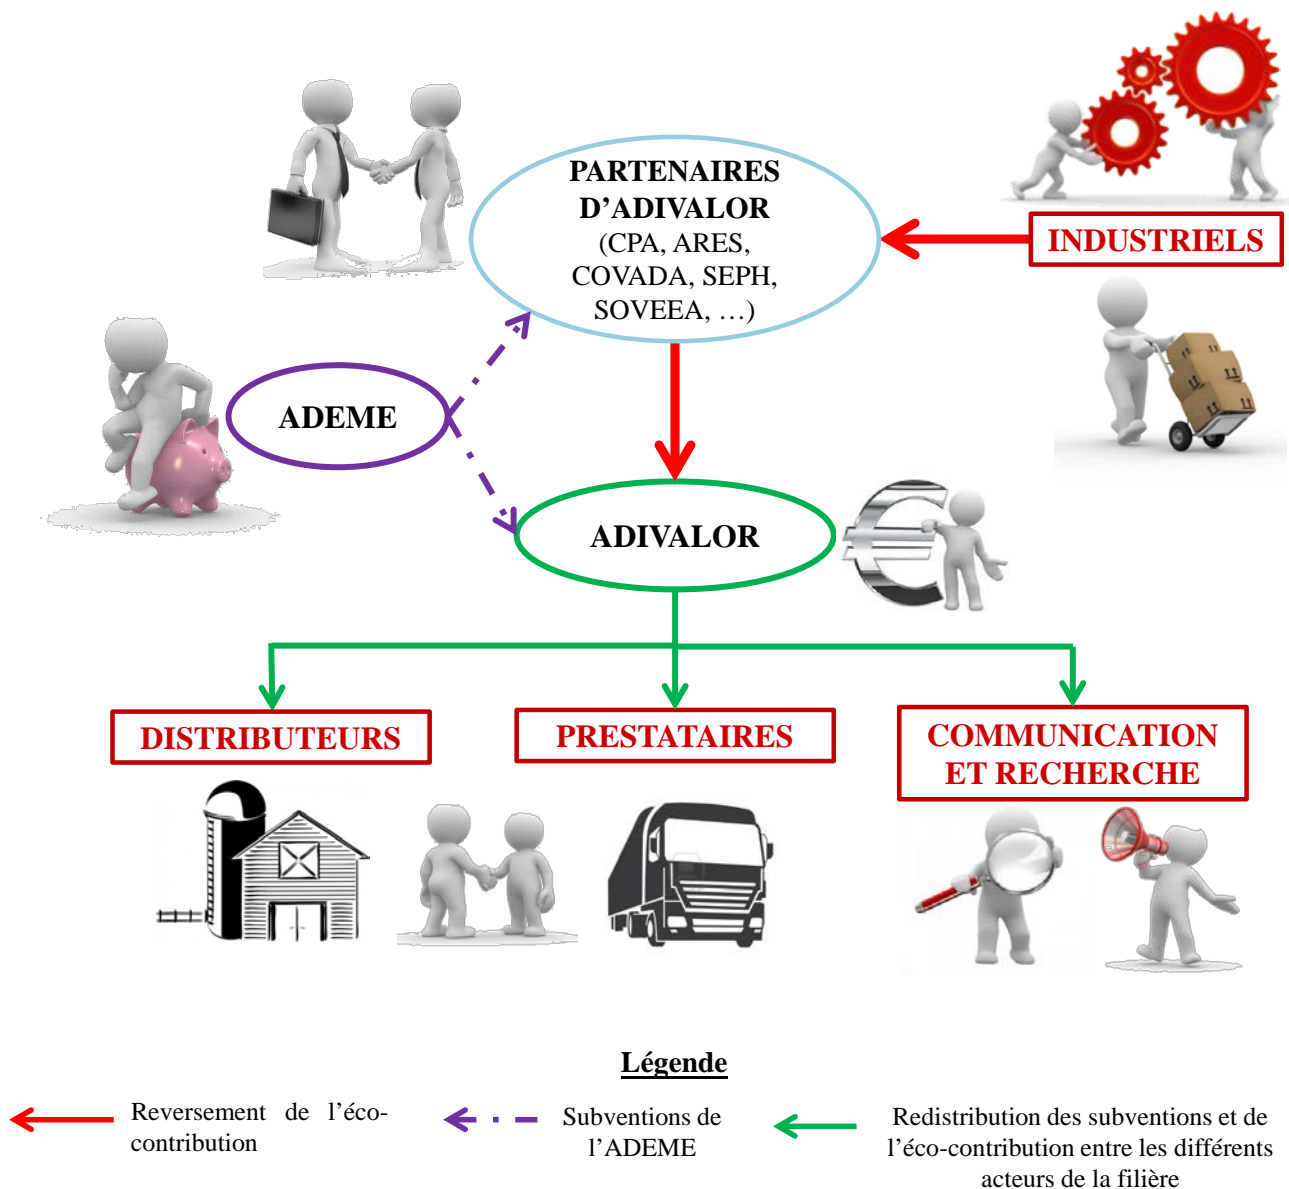 PARTENAIRES
D’ADIVALOR
(CPA, ARES,
COVADA, SEPH,
SOVEEA, …)
INDUSTRIELS
ADEME
ADIVALOR
DISTRIBUTEURS
PRESTATAIRES
COMMUNICATION
ET RECHERCHE
Légende
Reversement de l’éco-
contribution
Subventions de
l’ADEME
Redistribution des subventions et de
l’éco-contribution entre les différents
acteurs de la filière